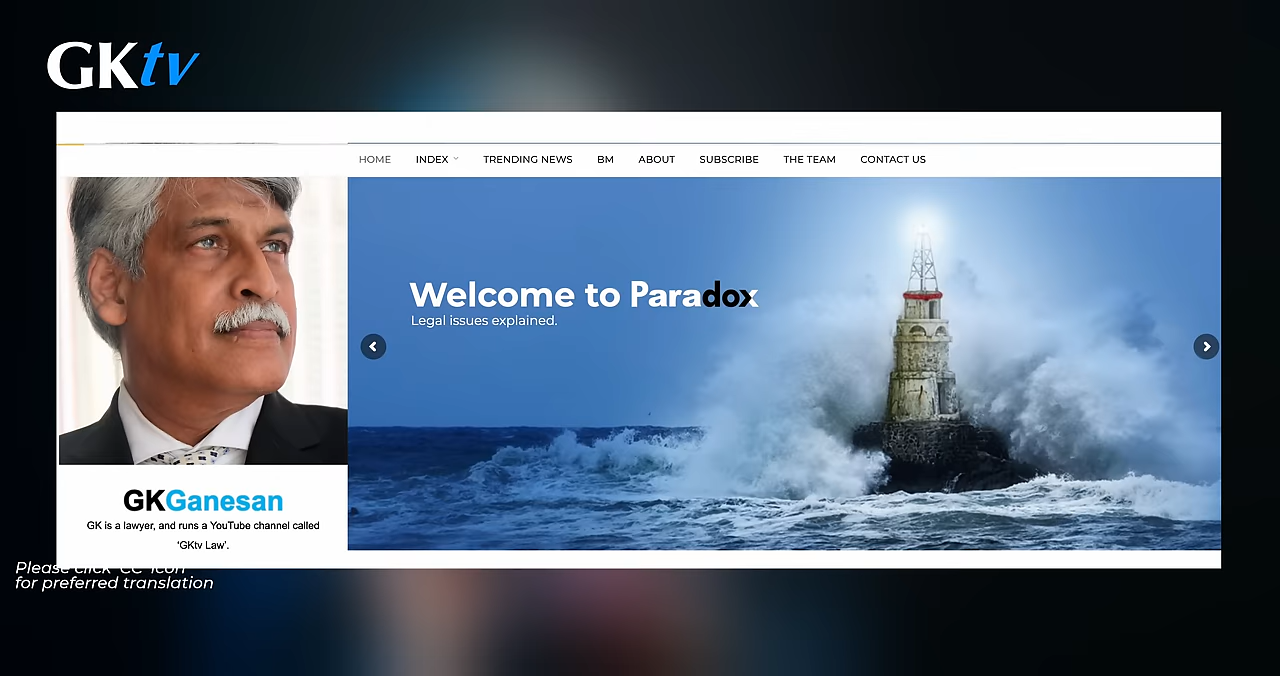 GKtv
HOME INDEX TRENDING NEWS BM ABOUT SUBSCRIBE THE TEAM CONTACT US
Welcome to Paradox
Legal issues explained.
GKGanesan
GK is a lawyer, and runs a YouTube channel called
‘GKtv Law’.
Please click 'CC' icon
for preferred translation